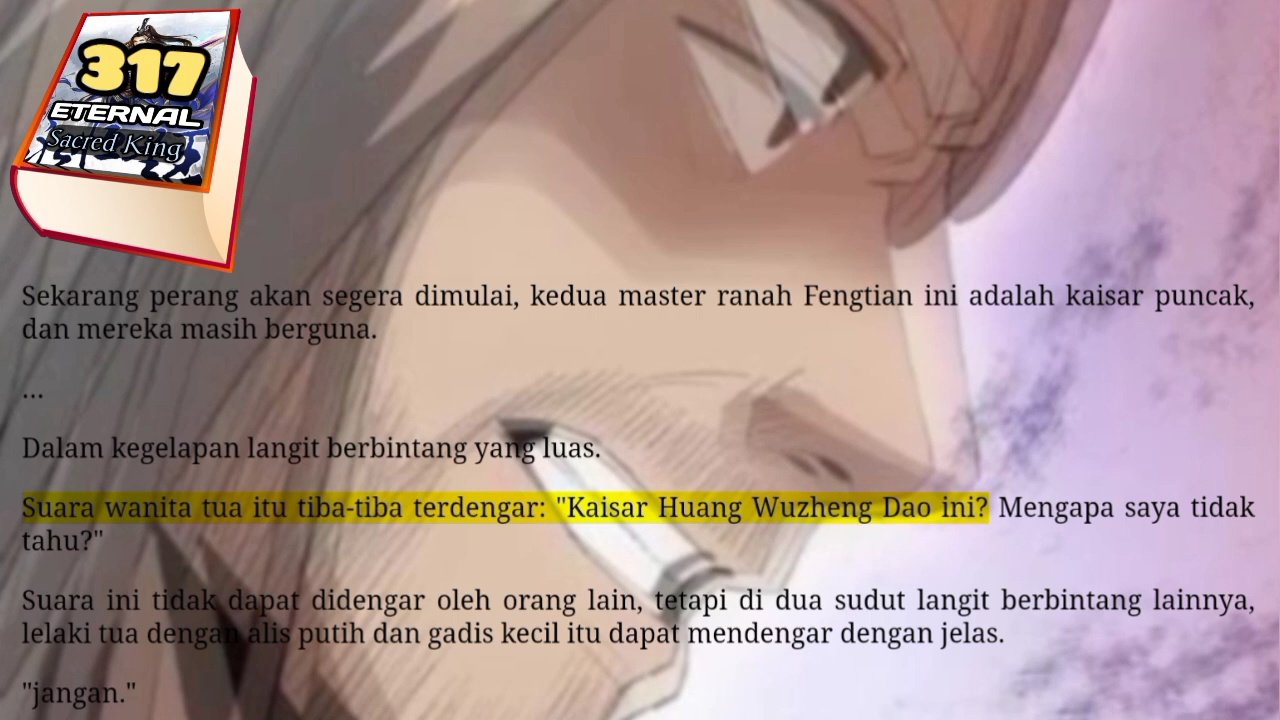 317
ETERNAL
Sacred King
Sekarang perang akan segera dimulai, kedua master ranah Fengtian ini adalah kaisar puncak,
dan mereka masih berguna.
...
Dalam kegelapan langit berbintang yang luas.
Suara wanita tua itu tiba-tiba terdengar: "Kaisar Huang Wuzheng Dao ini? Mengapa saya tidak
tahu?"
Suara ini tidak dapat didengar oleh orang lain, tetapi di dua sudut langit berbintang lainnya,
lelaki tua dengan alis putih dan gadis kecil itu dapat mendengar dengan jelas.
"jangan."